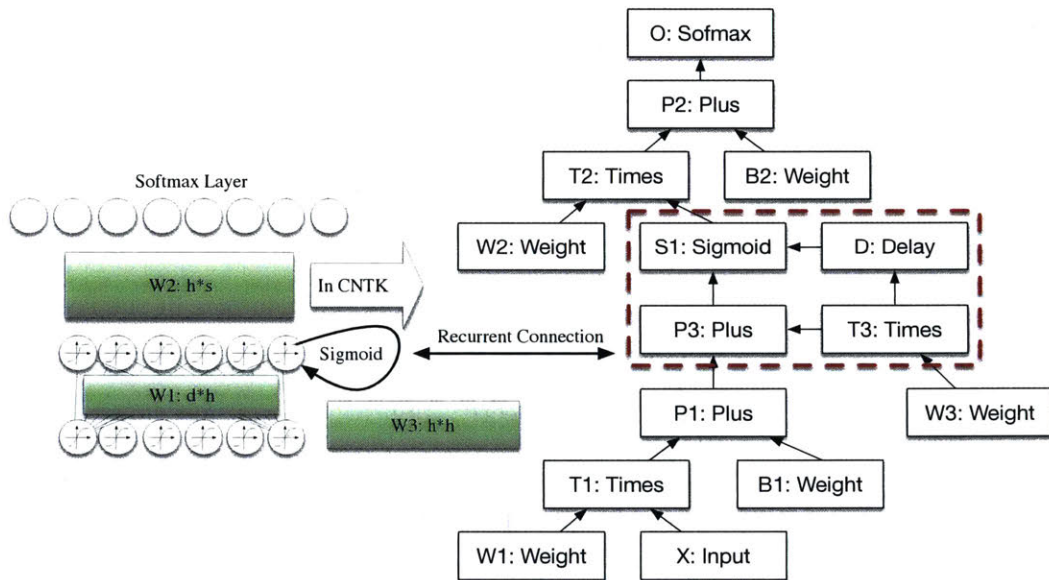 O: Sofmax
P2: Plus
T2: Times
B2: Weight
Softmax Layer
W2: Weight
S1: Sigmoid
D: Delay
W2: h*s
In CNTK
P3: Plus
T3: Times
Recurrent Connection
Sigmoid
W1: d*h
W3: h*h
P1: Plus
W3: Weight
T1: Times
B1: Weight
W1: Weight
X: Input